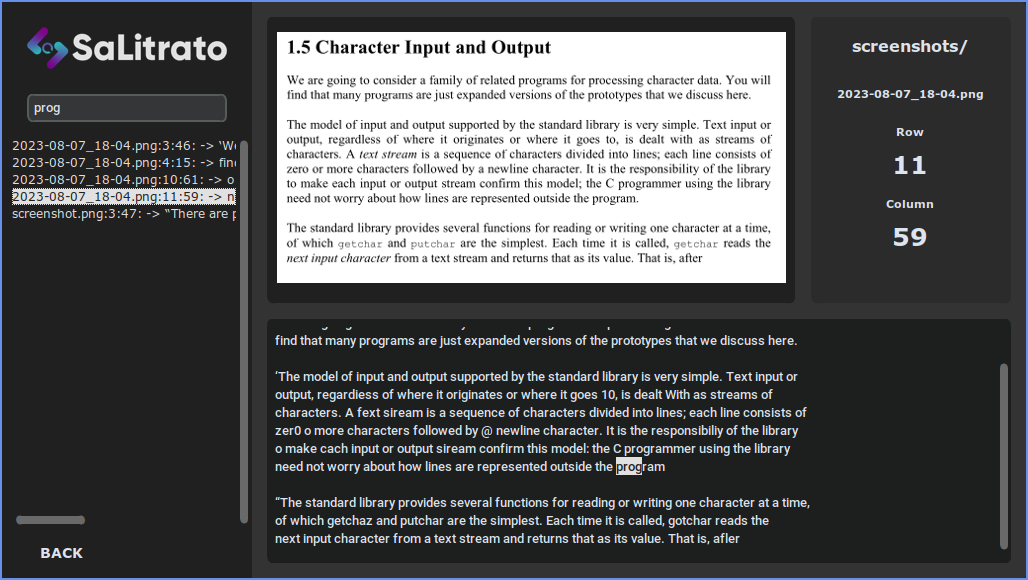 SaLitrato
prog
2023-08-07_18-04.png:3:46: -> ‘We
2023-08-07_18-04.png:4:15: -> find
2023-08-07_18-04.png:10:61: -> o
2023-08-07_18-04.png:11:59: -> n
screenshot.png:3:47: -> “There are p
BACK
1.5 Character Input and Output
We are going to consider a family of related programs for processing character data. You will
find that many programs are just expanded versions of the prototypes that we discuss here.
The model of input and output supported by the standard library is very simple. Text input or
output, regardless of where it originates or where it goes to, is dealt with as streams of
characters. A text stream is a sequence of characters divided into lines; each line consists of
zero or more characters followed by a newline character. It is the responsibility of the library
to make each input or output stream confirm this model; the C programmer using the library
need not worry about how lines are represented outside the program.
The standard library provides several functions for reading or writing one character at a time,
of which getchar and putchar are the simplest. Each time it is called, getchar reads the
next input character from a text stream and returns that as its value. That is, after
screenshots/
2023-08-07_18-04.png
Row
11
Column
59
find that many programs are just expanded versions of the prototypes that we discuss here.
‘The model of input and output supported by the standard library is very simple. Text input or
output, regardless of where it originates or where it goes 10, is dealt With as streams of
characters. A fext siream is a sequence of characters divided into lines; each line consists of
zer0 o more characters followed by @ newline character. It is the responsibiliy of the library
o make cach input or output siream confirm this model: the C programmer using the library
need not worry about how lines are represented outside the program
“The standard library provides several functions for reading or writing one character at a time,
of which getchaz and putchar are the simplest. Each time it is called, gotchar reads the
next input character from a text stream and returns that as its value. That is, afler